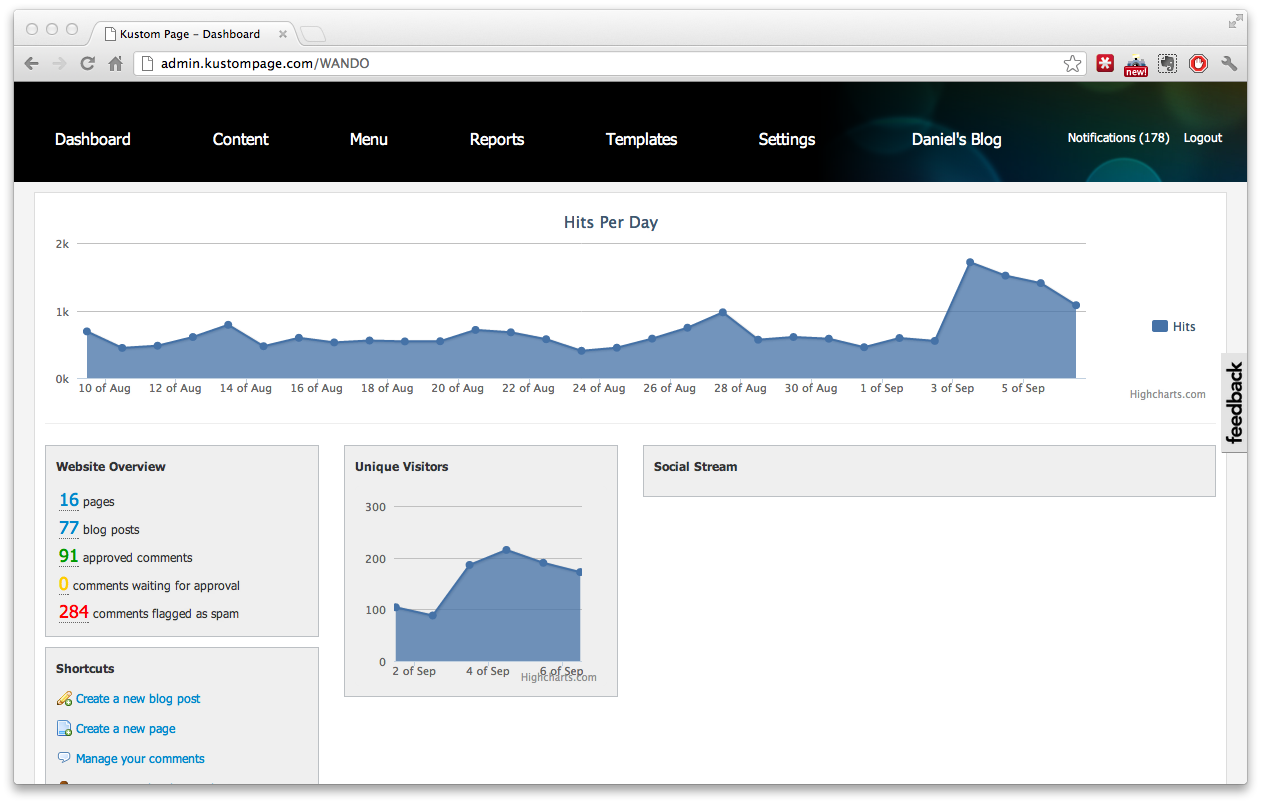 Kustom Page – Dashboard
admin.kustompage.com/WANDO
new!
Dashboard Content Menu Reports Templates Settings Daniel's Blog Notifications (178) Logout
Hits Per Day
2k
1k
0k
10 of Aug 12 of Aug 14 of Aug 16 of Aug 18 of Aug 20 of Aug 22 of Aug 24 of Aug 26 of Aug 28 of Aug 30 of Aug 1 of Sep 3 of Sep 5 of Sep
Hits
Highcharts.com
feedback
Website Overview
16 pages
77 blog posts
91 approved comments
0 comments waiting for approval
284 comments flagged as spam
Shortcuts
Create a new blog post
Create a new page
Manage your comments
Unique Visitors
300
200
100
0
2 of Sep 4 of Sep 6 of Sep
Highcharts.com
Social Stream